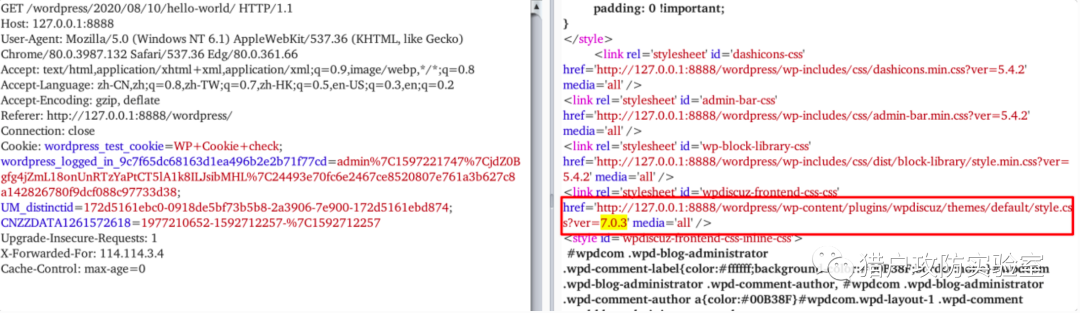 GET /wordpress/2020/08/10/hello-world/ HTTP/1.1
Host: 127.0.0.1:8888
User-Agent: Mozilla/5.0 (Windows NT 6.1) AppleWebKit/537.36 (KHTML, like Gecko)
Chrome/80.0.3987.132 Safari/537.36 Edg/80.0.361.66
Accept: text/html,application/xhtml+xml,application/xml;q=0.9,image/webp,*/*;q=0.8
Accept-Language: zh-CN,zh;q=0.8,zh-TW;q=0.7,zh-HK;q=0.5,en-US;q=0.3,en;q=0.2
Accept-Encoding: gzip, deflate
Referer: http://127.0.0.1:8888/wordpress/
Connection: close
Cookie: wordpress_test_cookie=WP+Cookie+check;
wordpress_logged_in_9c7f65dc68163d1ea496b2e2b71f77cd=admin%7C1597221747%7CjdZ0B
gfg4jZmL18onUnRTzYaPtCT5lA1k8ILJsibMHL%7C24493e70fc6e2467ce8520807e761a3b627c8
a142826780f9dcf088c97733d38;
UM_distinctid=172d5161ebc0-0918de5bf73b5b8-2a3906-7e900-172d5161ebd874;
CNZZDATA1261572618=1977210652-1592712257-%7C1592712257
Upgrade-Insecure-Requests: 1
X-Forwarded-For: 114.114.3.4
Cache-Control: max-age=0
padding: 0 !important;
}
</style>
<link rel='stylesheet' id='dashicons-css'
href='http://127.0.0.1:8888/wordpress/wp-includes/css/dashicons.min.css?ver=5.4.2'
media='all' />
<link rel='stylesheet' id='admin-bar-css'
href='http://127.0.0.1:8888/wordpress/wp-includes/css/admin-bar.min.css?ver=5.4.2'
media='all' />
<link rel='stylesheet' id='wp-block-library-css'
href='http://127.0.0.1:8888/wordpress/wp-includes/css/dist/block-library/style.min.css?ver=
5.4.2' media='all' />
<link rel='stylesheet' id='wpdiscuz-frontend-css-css'
href='http://127.0.0.1:8888/wordpress/wp-content/plugins/wpdiscuz/themes/default/style.cs
s?ver=7.0.3' media='all' />
<style id='wpdiscuz-frontend-css-inline-css'>
#wpdcom .wpd-blog-administrator
.wpd-comment-label{color:#ffffff;background
.wpd-blog-administrator .wpd-comment-author, #wpdcom .wpd-blog-administrator
.wpd-comment-author a{color:#00B38F}#wpdcom.wpd-layout-1 .wpd-comment
猎户攻防实验室